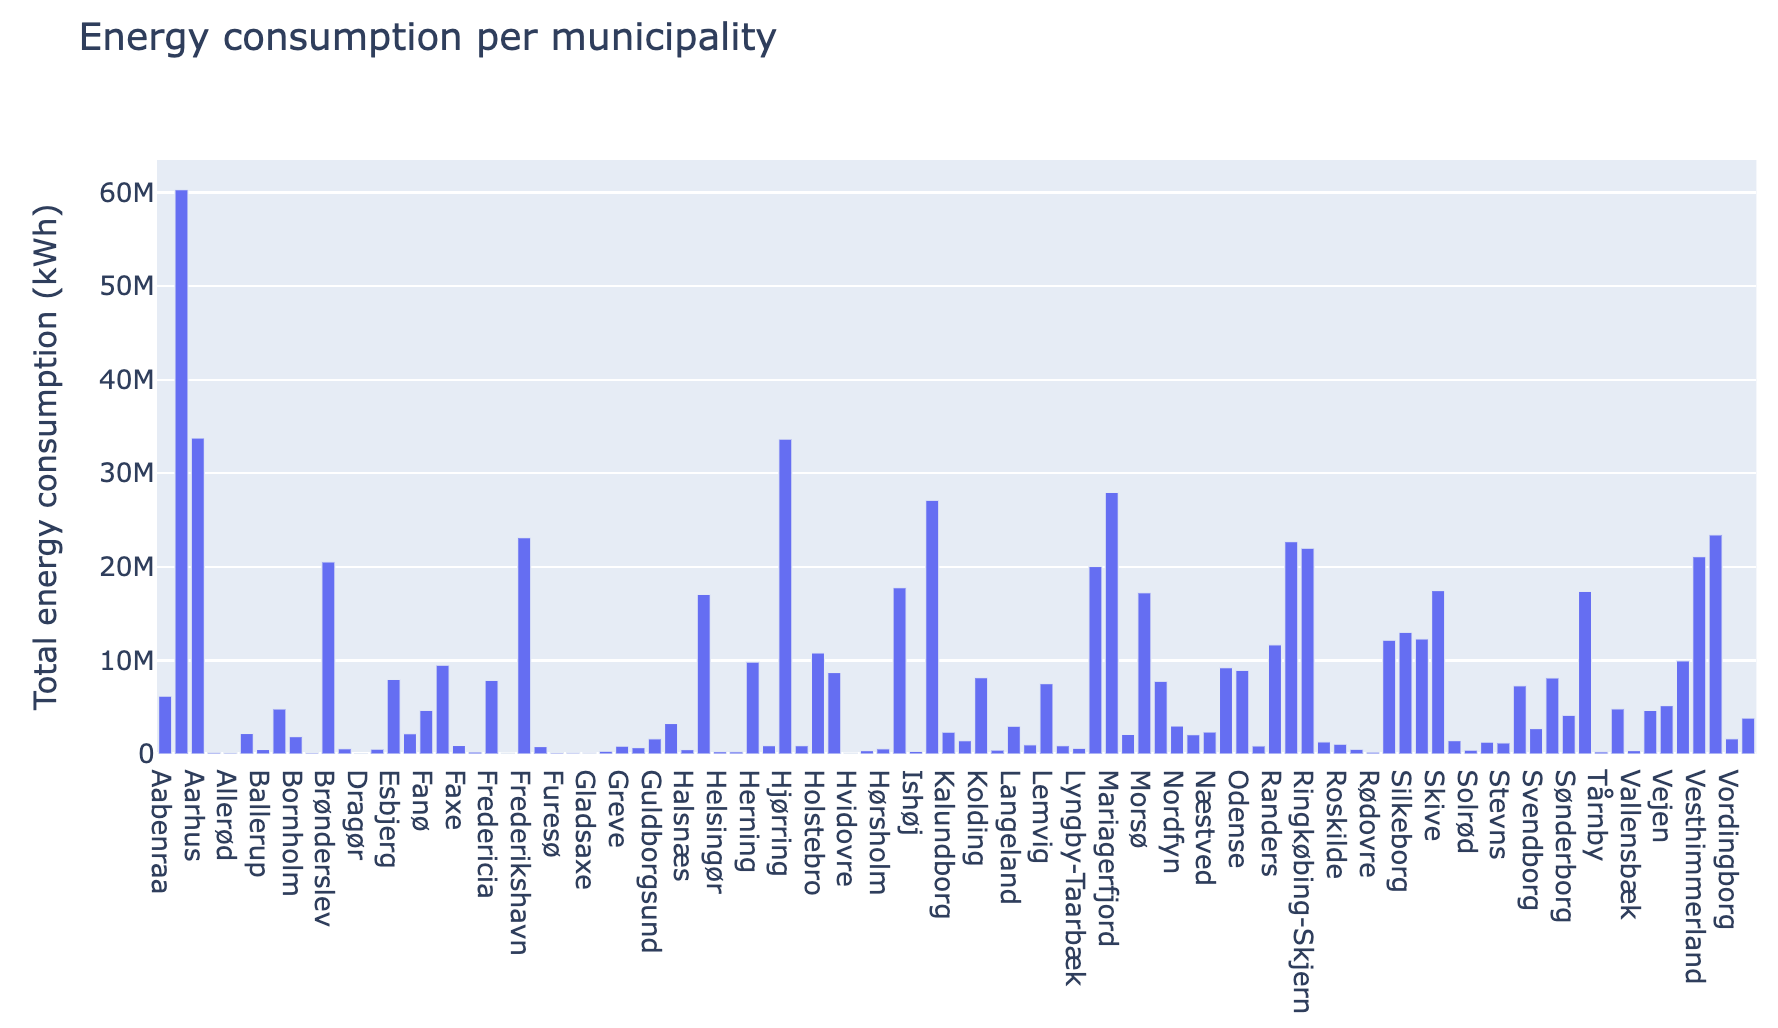 Energy consumption per municipality
Total energy consumption (kWh)
60M
50M
40M
30M
20M
10M
0
Aabenraa
Aarhus
Allerød
Ballerup
Bornholm
Brønderslev
Dragør
Esbjerg
Fanø
Faxe
Fredericia
Frederikshavn
Furesø
Gladsaxe
Greve
Guldborgsund
Halsnæs
Helsingør
Herning
Hjørring
Holstebro
Hvidovre
Hørsholm
Ishøj
Kalundborg
Kolding
Langeland
Lemvig
Lyngby-Taarbæk
Mariagerfjord
Morsø
Nordfyn
Næstved
Odense
Randers
Ringkøbing-Skjern
Roskilde
Rødovre
Silkeborg
Skive
Solrød
Stevns
Svendborg
Sønderborg
Tårnby
Vallensbæk
Vejen
Vesthimmerland
Vordingborg